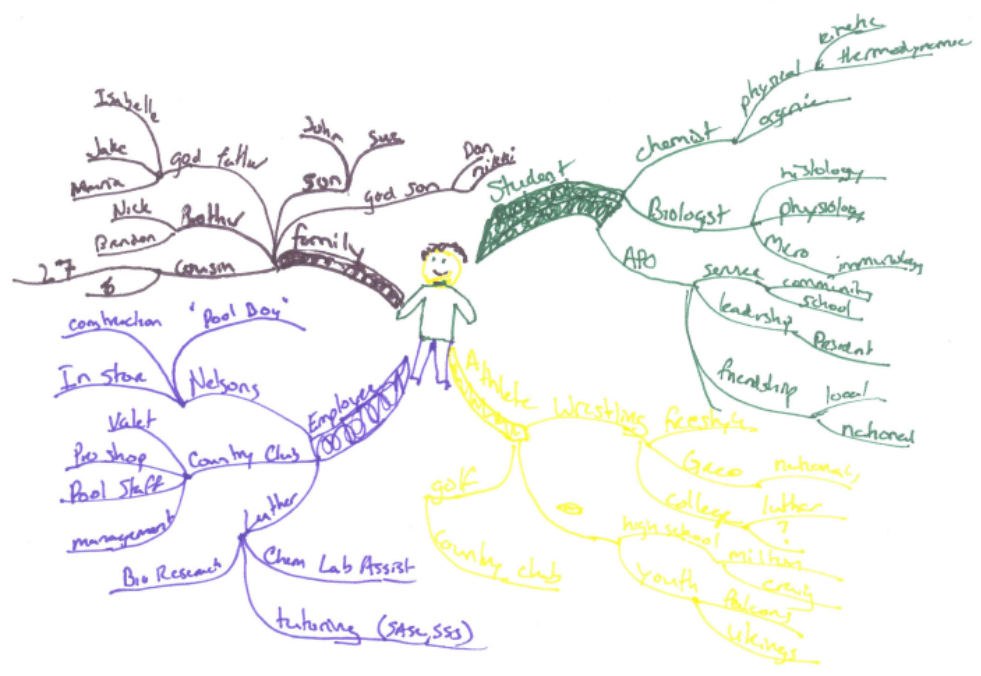 Isabelle
Jake
Maria
god father
Nick
Brandon
Brother
27
8
cousin
John
Sue
Son
Dan
nikki
god son
family
Student
chemist
physical
kinetic
thermodynamic
organic
Biologst
histology
physiology
Micro
immunology
APO
service
community
school
leadership
President
friendship
local
national
construction
"Pool Boy"
In Store
Nelsons
Employee
Valet
Pro shop
Pool Staff
management
Country Club
Luther
Bio Research
Chem Lab Assist
tutoring (SASC, SSS)
Athlete
Wrestling
freestyle
Greco
nationals
college
luther
?
golf
Country club
high school
milton
craig
youth
falcons
vikings